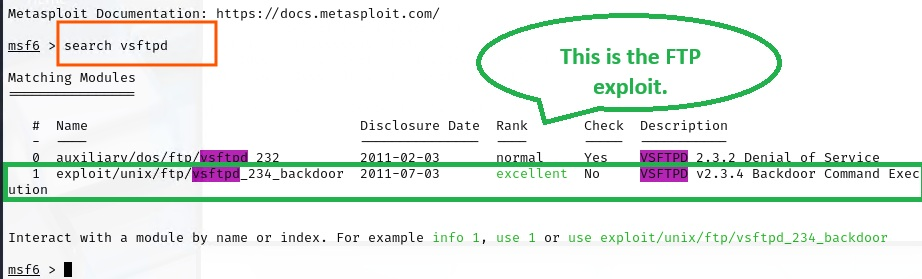 Metasploit Documentation: https://docs.metasploit.com/
msf6 > search vsftpd
Matching Modules
================
This is the FTP
exploit.
#  Name                                  Disclosure Date  Rank       Check  Description
-  ----                                  ---------------  ----       -----  -----------
0  auxiliary/dos/ftp/vsftpd_232          2011-02-03       normal     Yes    VSFTPD 2.3.2 Denial of Service
1  exploit/unix/ftp/vsftpd_234_backdoor  2011-07-03       excellent  No     VSFTPD v2.3.4 Backdoor Command Exec
ution
Interact with a module by name or index. For example info 1, use 1 or use exploit/unix/ftp/vsftpd_234_backdoor
msf6 >